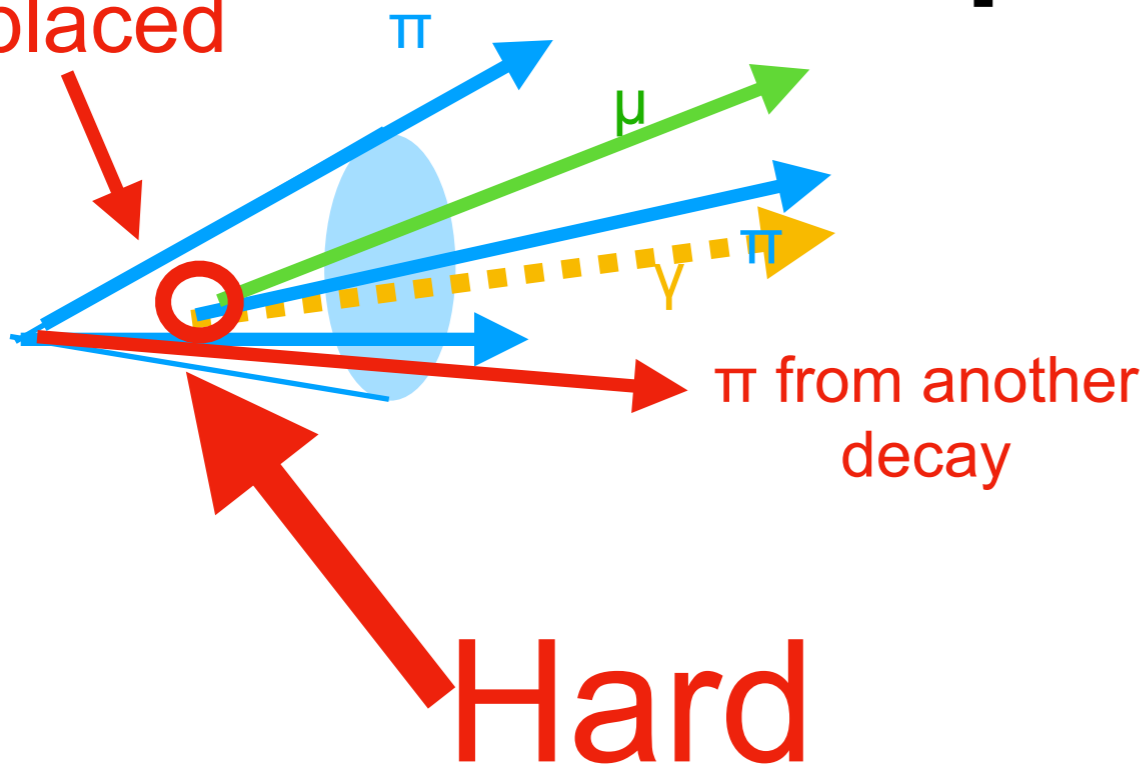 placed
π
μ
π
γ
π from another
decay
Hard